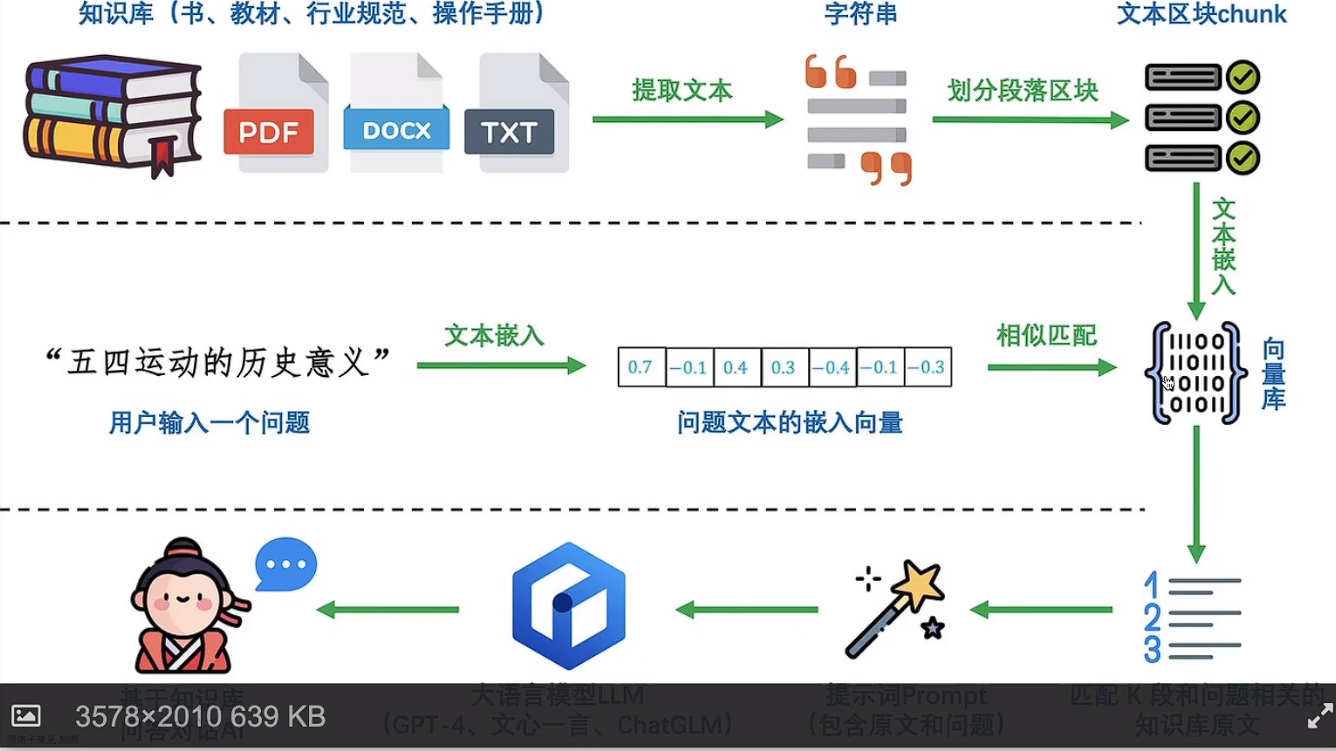 知识库（书、教材、行业规范、操作手册）
字符串
文本区块chunk
PDF
DOCX
TXT
提取文本
划分段落区块
文本嵌入
“五四运动的历史意义”
文本嵌入
0.7 −0.1 0.4 0.3 −0.4 −0.1 −0.3
相似匹配
11100
10111
0110
01011
向量库
用户输入一个问题
问题文本的嵌入向量
1
2
3
基于知识库
问答对话AI
大语言模型LLM
（GPT-4、文心一言、ChatGLM）
提示词Prompt
（包含原文和问题）
匹配 K 段和问题相关的
知识库原文
3578×2010 639 KB